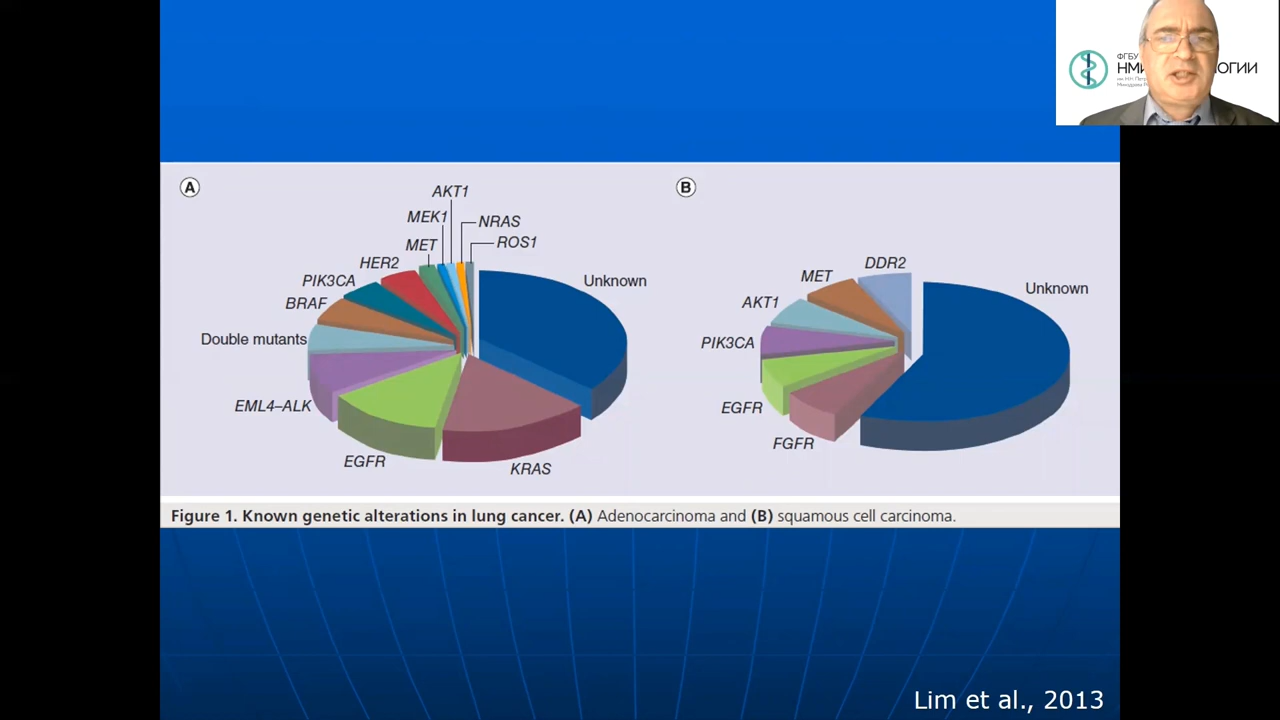 ФГБУ
A
AKT1
MEK1
NRAS
MET
ROS1
HER2
PIK3CA
Unknown
BRAF
Double mutants
EML4–ALK
EGFR
KRAS
B
DDR2
MET
Unknown
AKT1
PIK3CA
EGFR
FGFR
Figure 1. Known genetic alterations in lung cancer. (A) Adenocarcinoma and (B) squamous cell carcinoma.
Lim et al., 2013